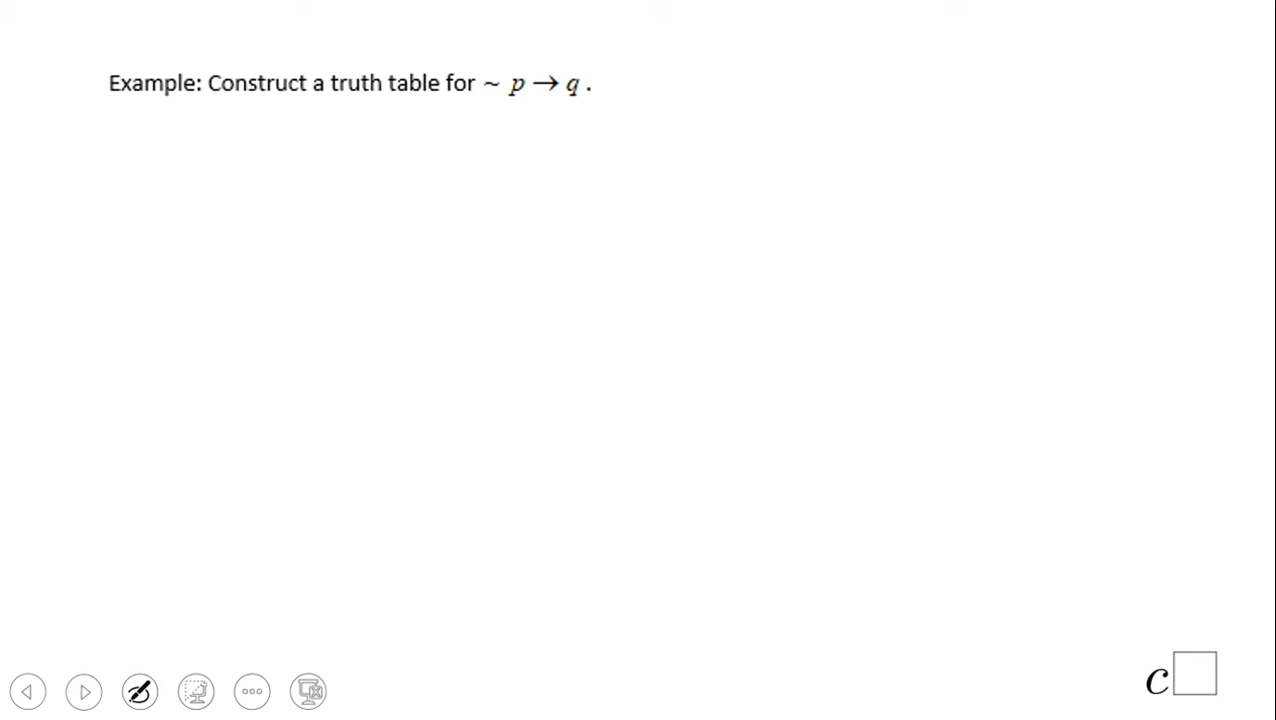 Example: Construct a truth table for ~ p → q .
c